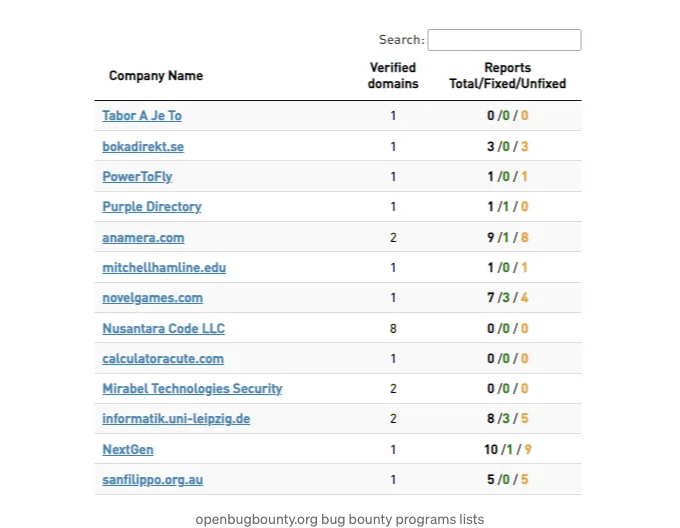 Search:
Company Name Verified domains Reports Total/Fixed/Unfixed
Tabor A Je To 1 0 /0 / 0
bokadirekt.se 1 3 /0 / 3
PowerToFly 1 1 /0 / 1
Purple Directory 1 1 /1 / 0
anamera.com 2 9 /1 / 8
mitchellhamline.edu 1 1 /0 / 1
novelgames.com 1 7 /3 / 4
Nusantara Code LLC 8 0 /0 / 0
calculatoracute.com 1 0 /0 / 0
Mirabel Technologies Security 2 0 /0 / 0
informatik.uni-leipzig.de 2 8 /3 / 5
NextGen 1 10 /1 / 9
sanfilippo.org.au 1 5 /0 / 5
openbugbounty.org bug bounty programs lists